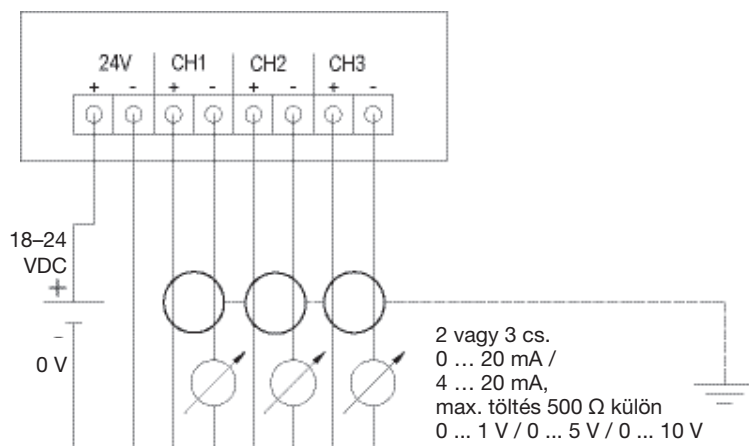 24V CH1 CH2 CH3
+ - + - + - + -
18–24
VDC
+
–
0 V
2 vagy 3 cs.
0 ... 20 mA /
4 ... 20 mA,
max. töltés 500 Ω külön
0 ... 1 V / 0 ... 5 V / 0 ... 10 V